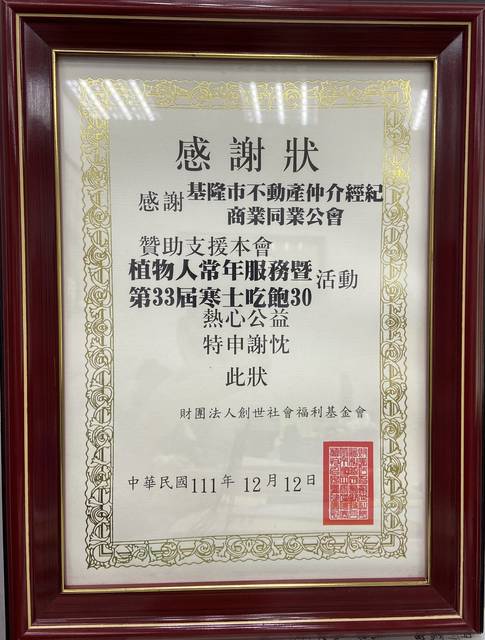 感謝狀
感謝 基隆市不動產仲介經紀
商業同業公會
贊助支援本會
植物人常年服務暨
第33屆寒士吃飽30 活動
熱心公益
特申謝忱
此狀
財團法人創世社會福利基金會
中華民國111年 12月12日